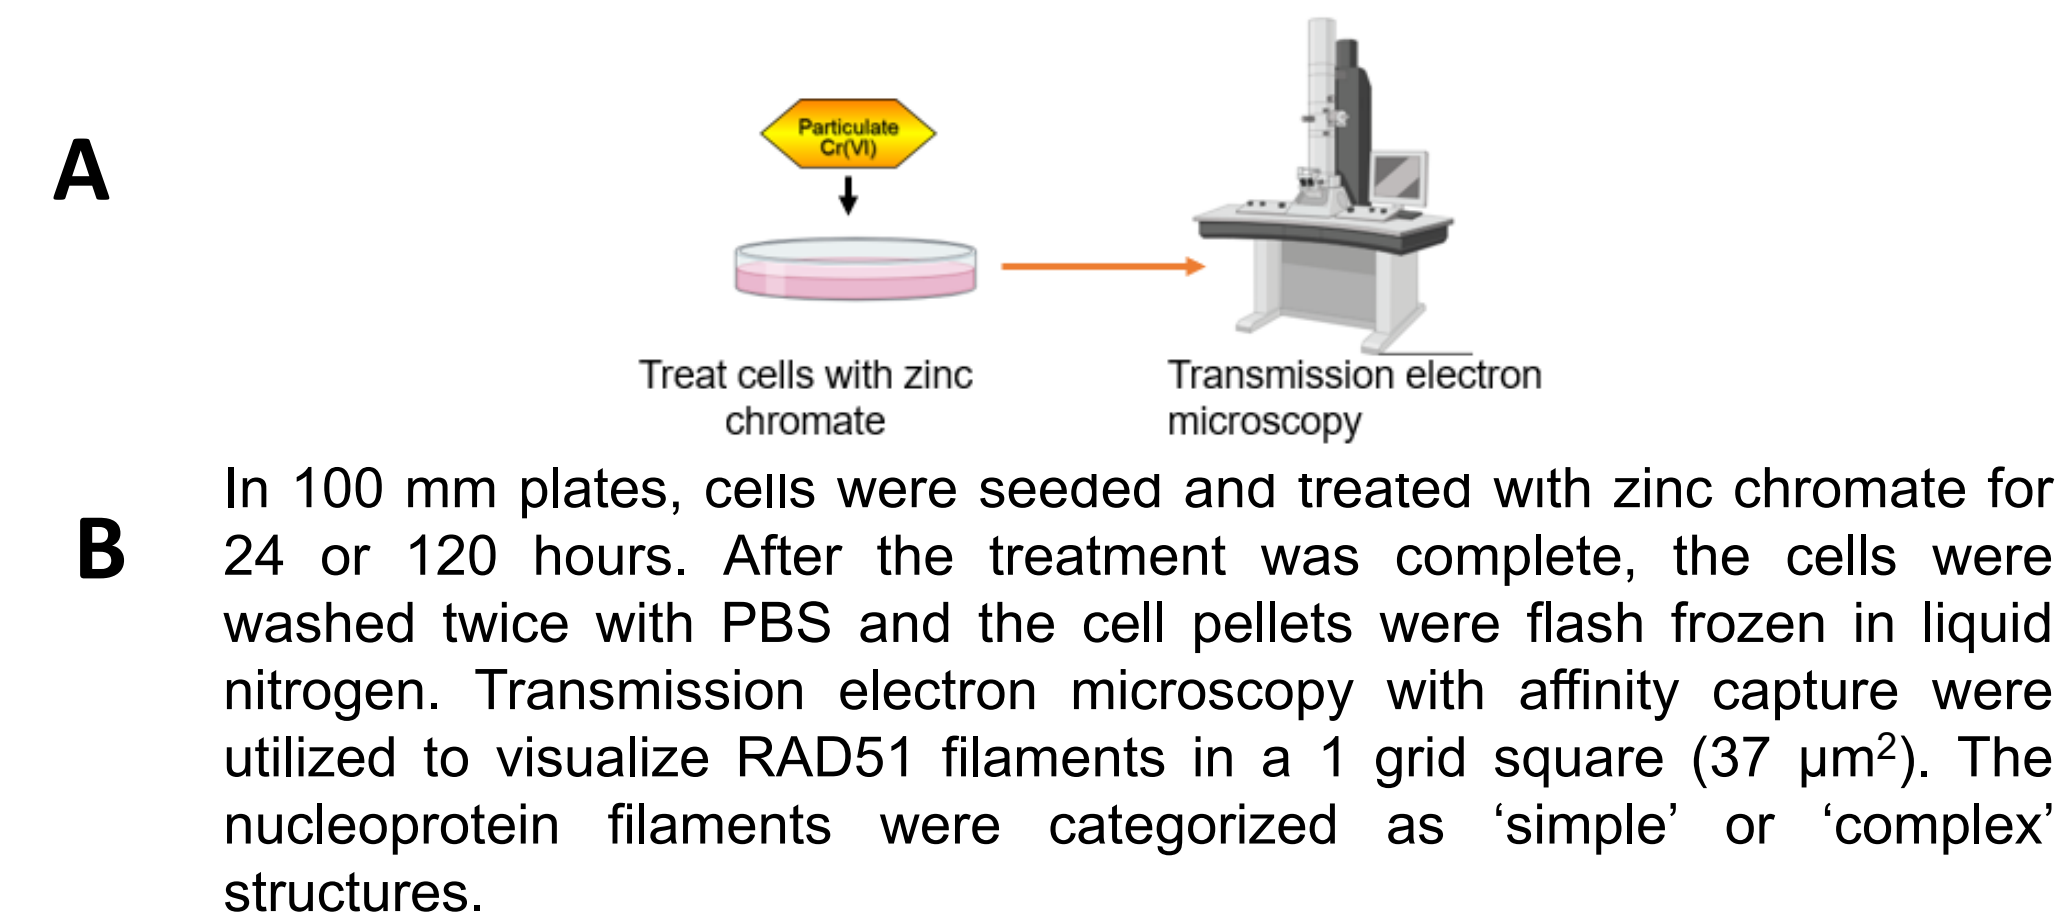 A
Particulate
Cr(VI)
Treat cells with zinc
chromate
Transmission electron
microscopy
B
In 100 mm plates, cells were seeded and treated with zinc chromate for
24 or 120 hours. After the treatment was complete, the cells were
washed twice with PBS and the cell pellets were flash frozen in liquid
nitrogen. Transmission electron microscopy with affinity capture were
utilized to visualize RAD51 filaments in a 1 grid square (37 µm²). The
nucleoprotein filaments were categorized as ‘simple’ or ‘complex’
structures.